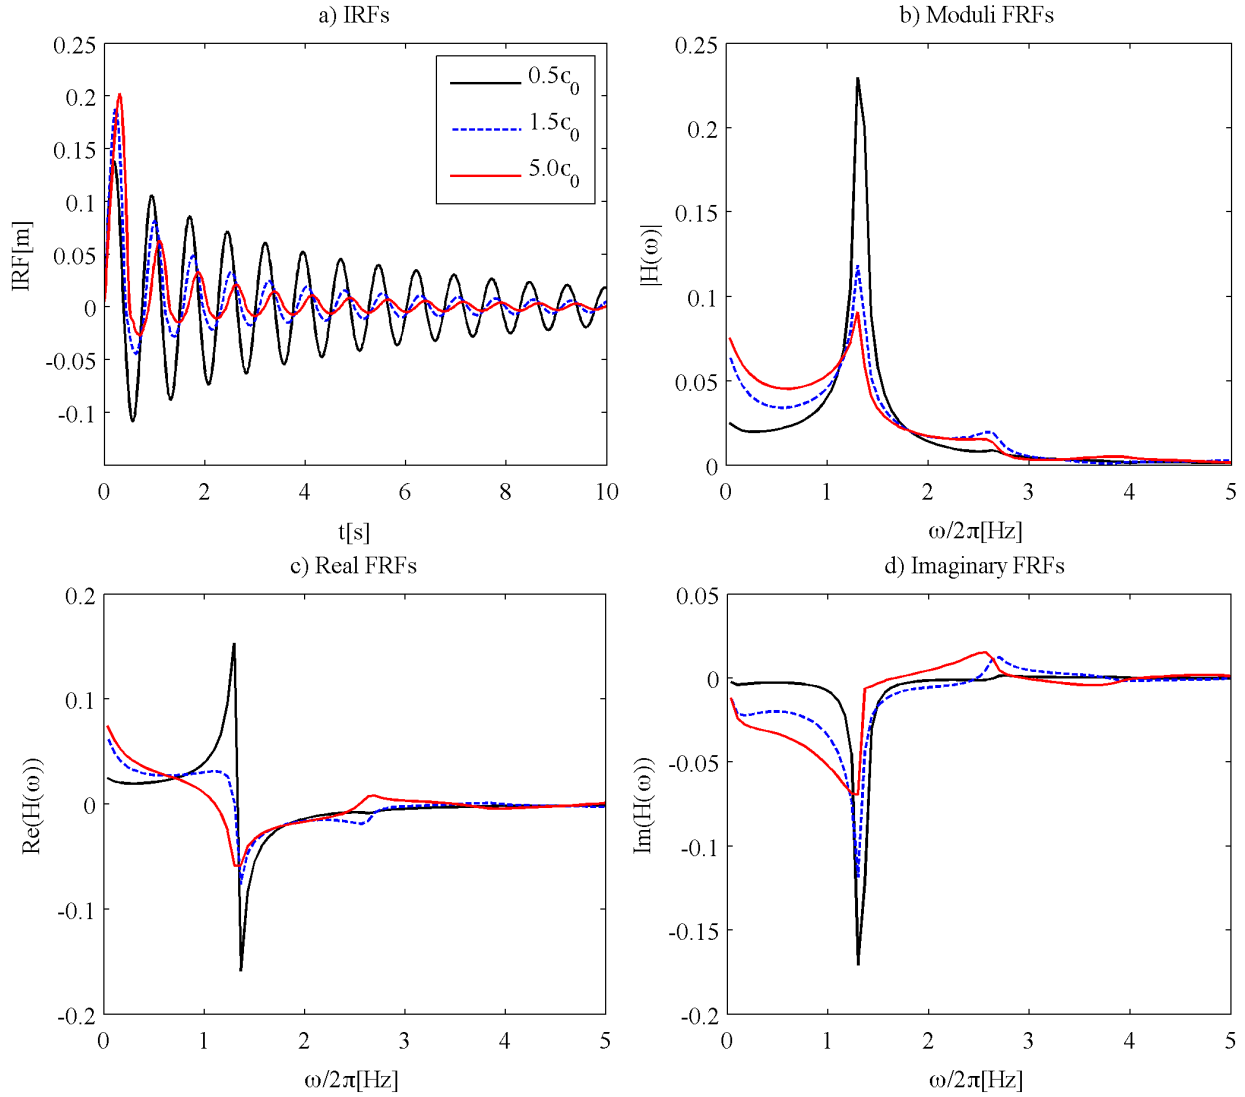 a) IRFs
IRF[m]
0.25
0.2
0.15
0.1
0.05
0
-0.05
-0.1
0.5c₀
1.5c₀
5.0c₀
0 2 4 6 8 10
t[s]
b) Moduli FRFs
|H(ω)|
0.25
0.2
0.15
0.1
0.05
0
0 1 2 3 4 5
ω/2π[Hz]
c) Real FRFs
Re(H(ω))
0.2
0.1
0
-0.1
-0.2
0 1 2 3 4 5
ω/2π[Hz]
d) Imaginary FRFs
Im(H(ω))
0.05
0
-0.05
-0.1
-0.15
-0.2
0 1 2 3 4 5
ω/2π[Hz]